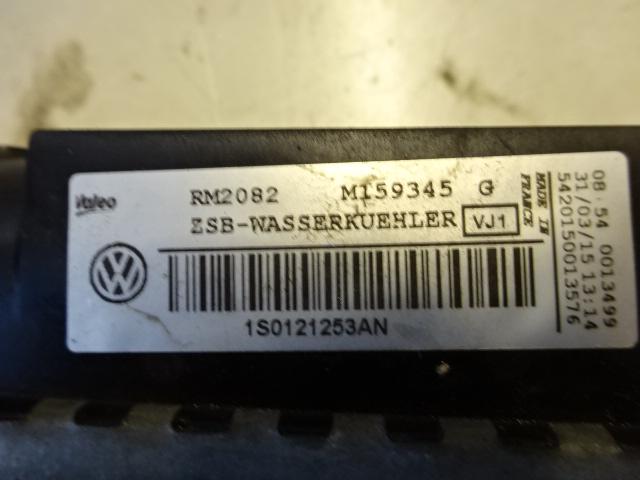 Valeo
RM2082 M159345 G
ZSB-WASSERKUEHLER VJ1
1S0121253AN
MADE IN
FRANCE
08:54 0013499
31/03/15 13:14
5420150013576